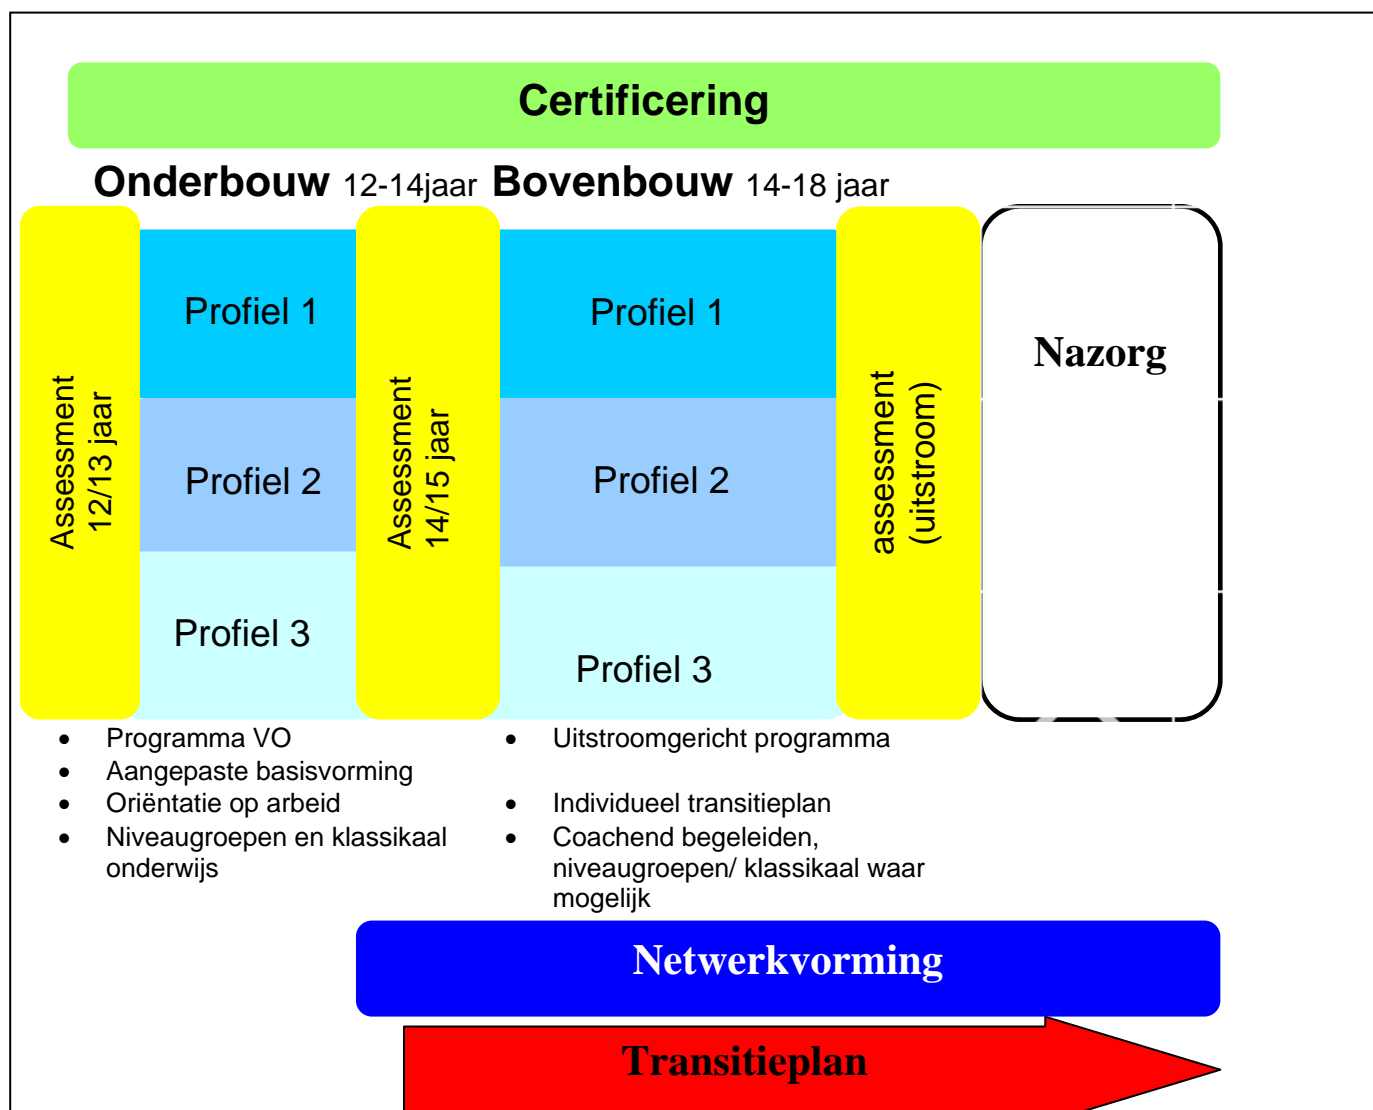 Certificering
Onderbouw 12-14jaar Bovenbouw 14-18 jaar
Assessment
12/13 jaar
Profiel 1
Profiel 2
Profiel 3
Assessment
14/15 jaar
Profiel 1
Profiel 2
Profiel 3
assessment
(uitstroom)
Nazorg
• Programma VO
• Aangepaste basisvorming
• Oriëntatie op arbeid
• Niveaugroepen en klassikaal
onderwijs
• Uitstroomgericht programma
• Individueel transitieplan
• Coachend begeleiden,
niveaugroepen/ klassikaal waar
mogelijk
Netwerkvorming
Transitieplan